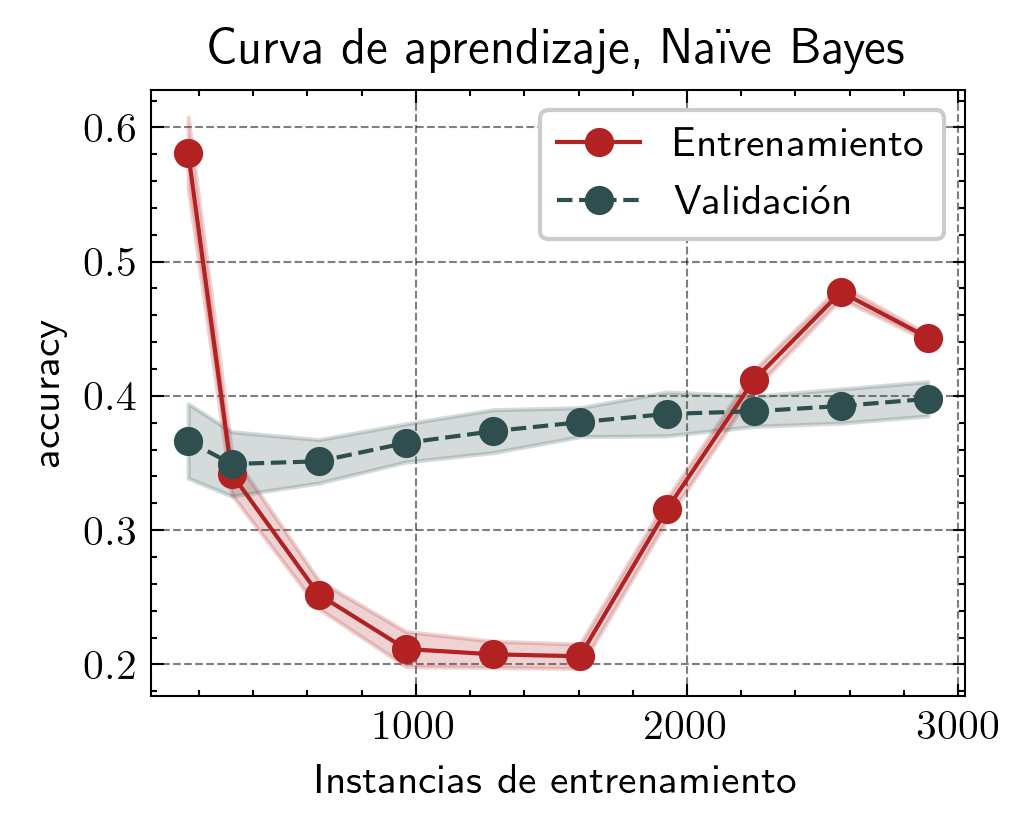 Curva de aprendizaje, Naïve Bayes
0.6
0.5
0.4
0.3
0.2
accuracy
Entrenamiento
Validación
1000
2000
3000
Instancias de entrenamiento